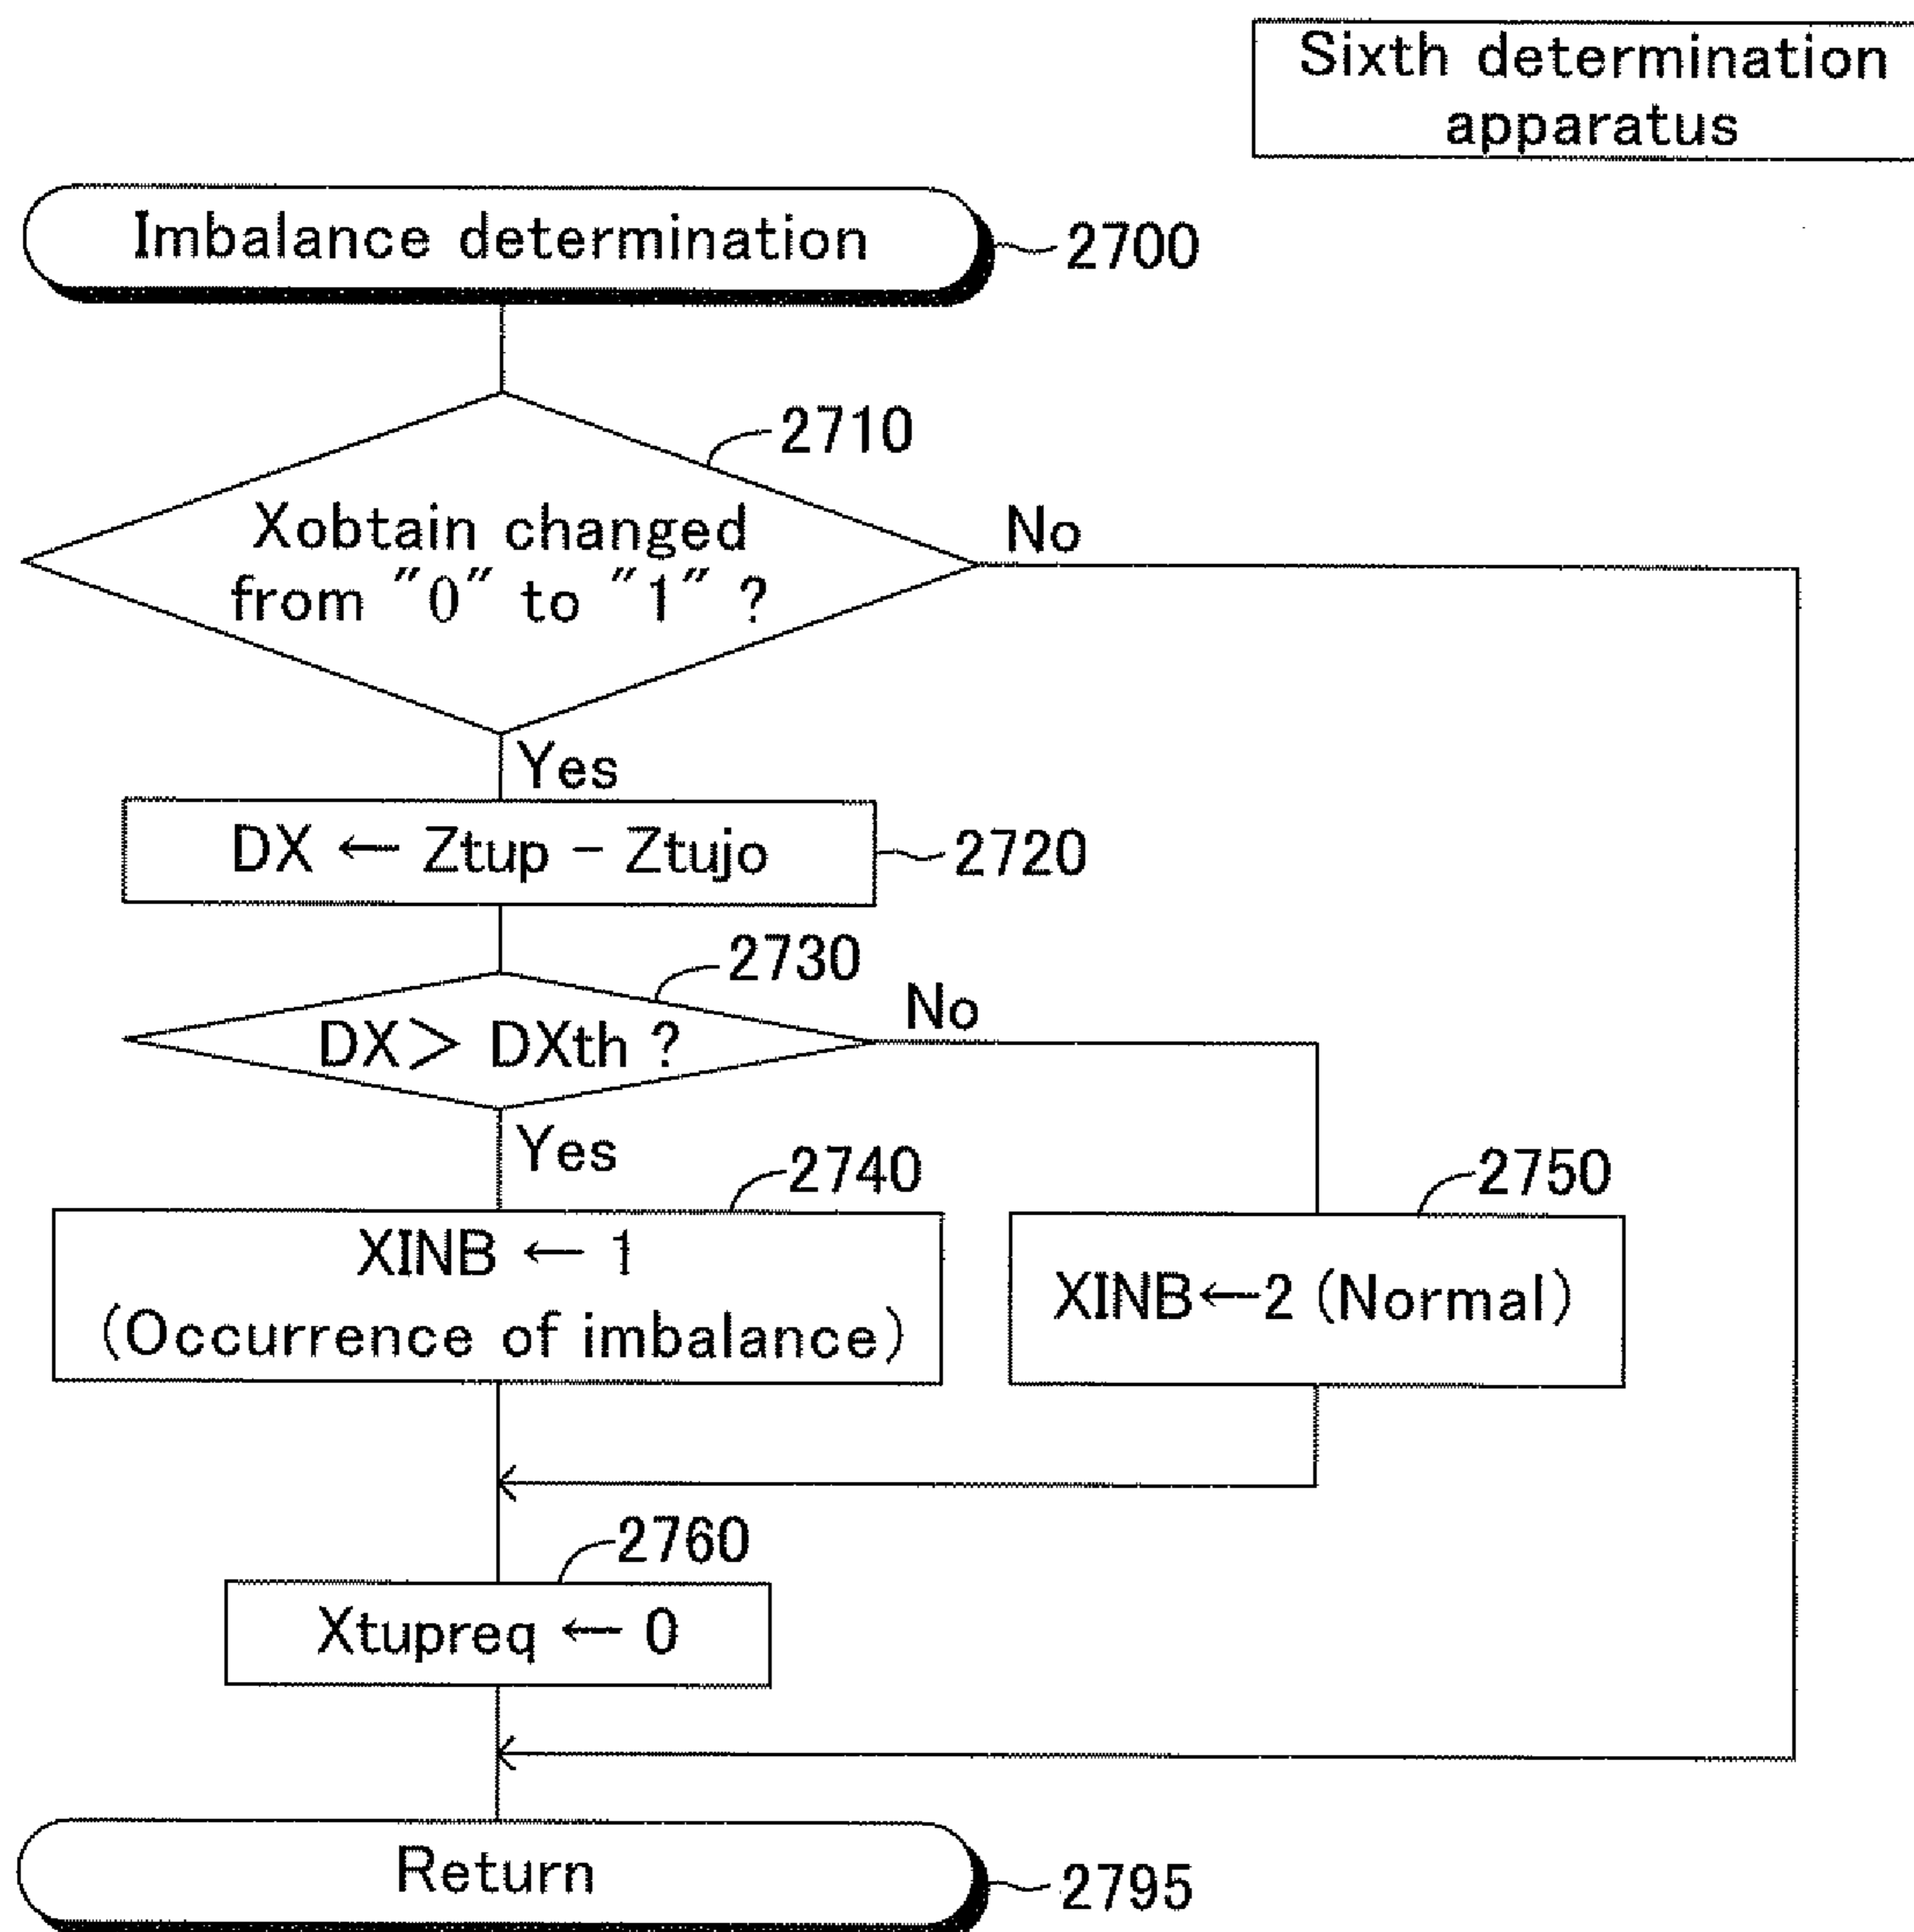 Sixth determination
apparatus
Imbalance determination
2700
2710
Xobtain changed
from "0" to "1" ?
No
Yes
DX ← Ztup - Ztujo
2720
2730
DX> DXth ?
No
Yes
2740
XINB ← 1
(Occurrence of imbalance)
2750
XINB←2 (Normal)
2760
Xtupreq ← 0
Return
2795